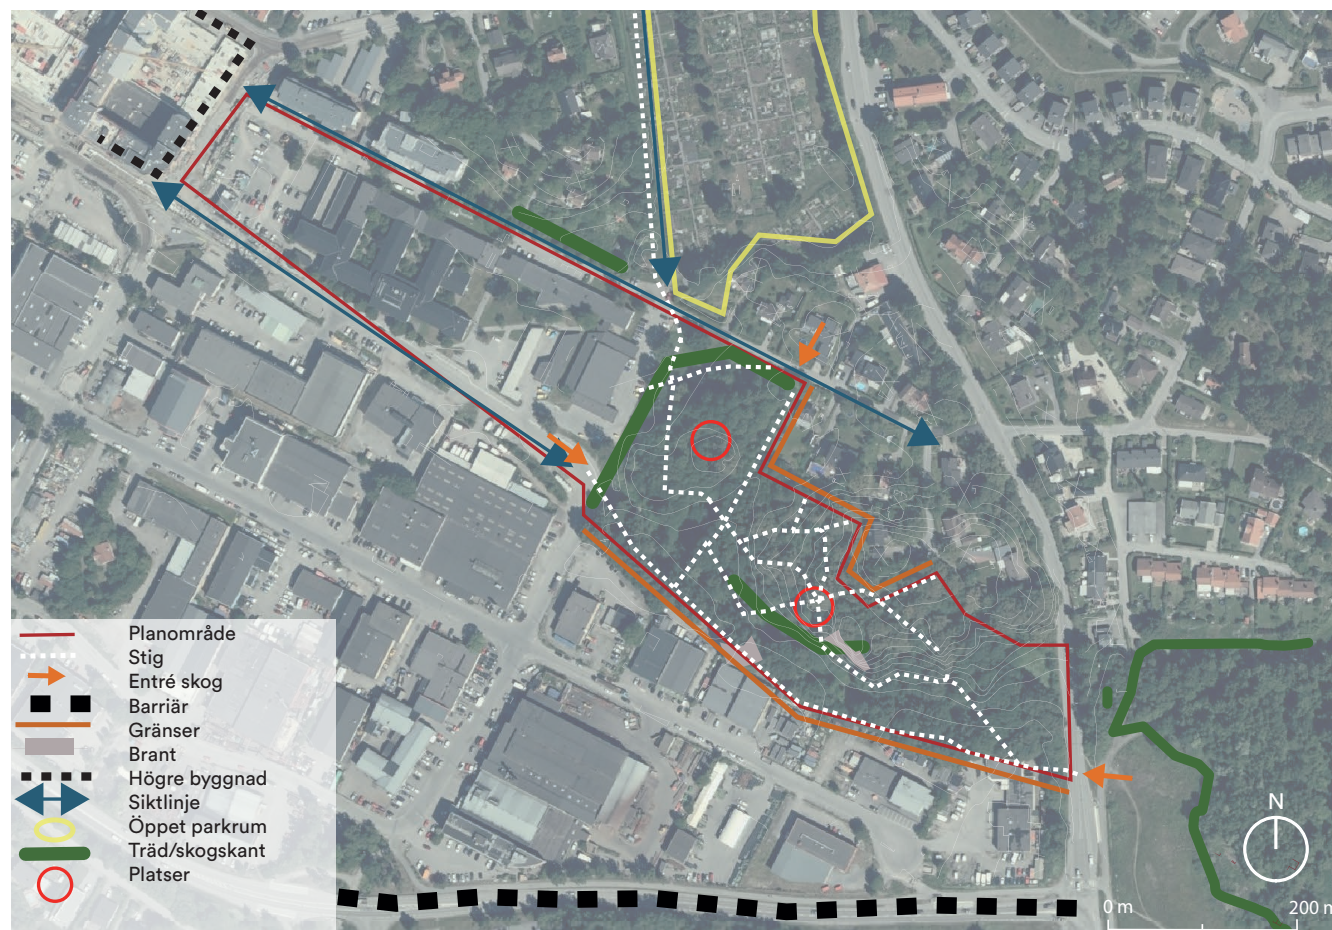 Planområde
Stig
Entré skog
Barriär
Gränser
Brant
Högre byggnad
Siktlinje
Öppet parkrum
Träd/skogskant
Platser
N
0 m
200 m